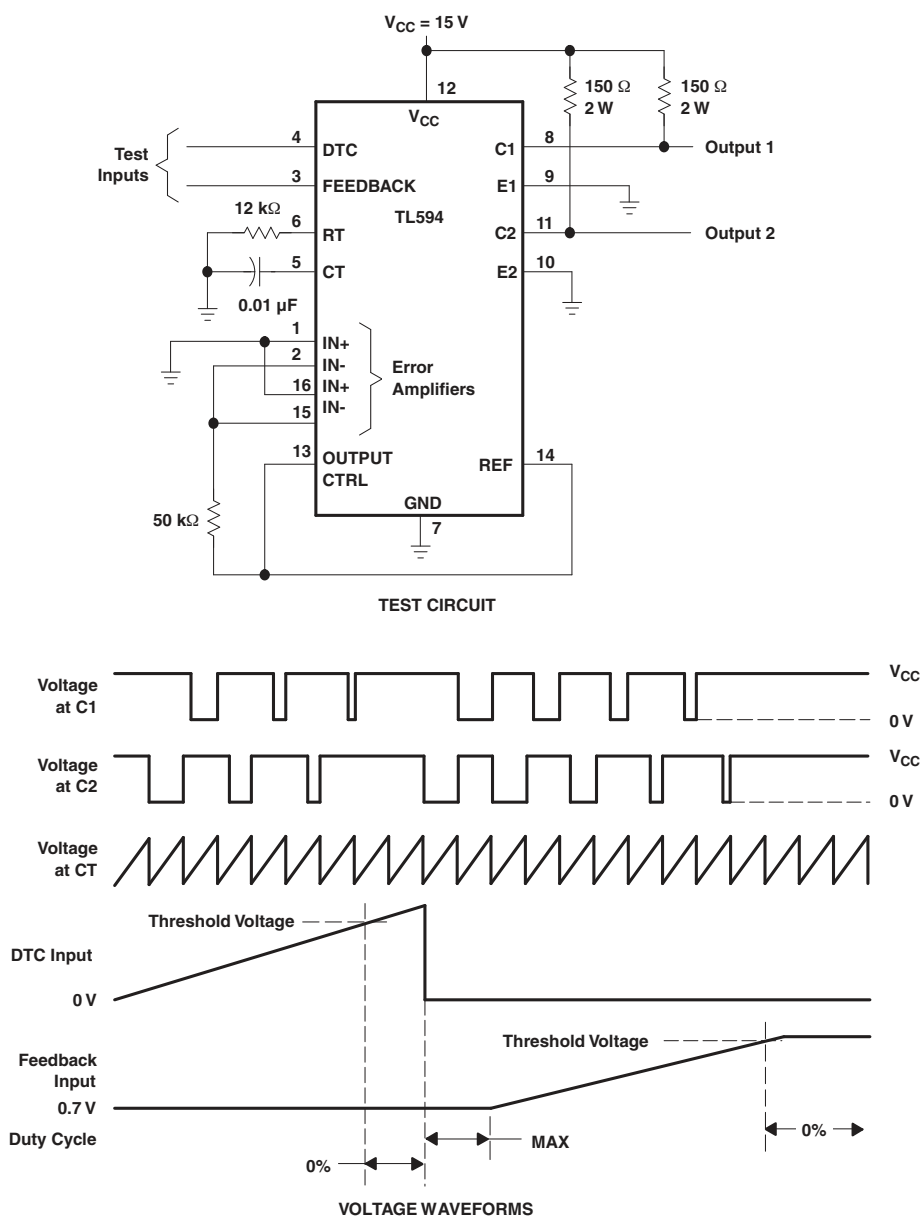 VCC = 15 V
12
150 Ω
2 W
150 Ω
2 W
VCC
4
DTC
C1
8
Output 1
Test
Inputs
3
FEEDBACK
E1
9
TL594
12 kΩ
6
RT
C2
11
Output 2
5
CT
E2
10
0.01 µF
1
IN+
2
IN-
16
IN+
15
IN-
Error
Amplifiers
13
OUTPUT
CTRL
REF
14
GND
7
50 kΩ
TEST CIRCUIT
Voltage
at C1
VCC
0 V
Voltage
at C2
VCC
0 V
Voltage
at CT
Threshold Voltage
DTC Input
0 V
Threshold Voltage
Feedback
Input
0.7 V
Duty Cycle
MAX
0%
0%
VOLTAGE WAVEFORMS